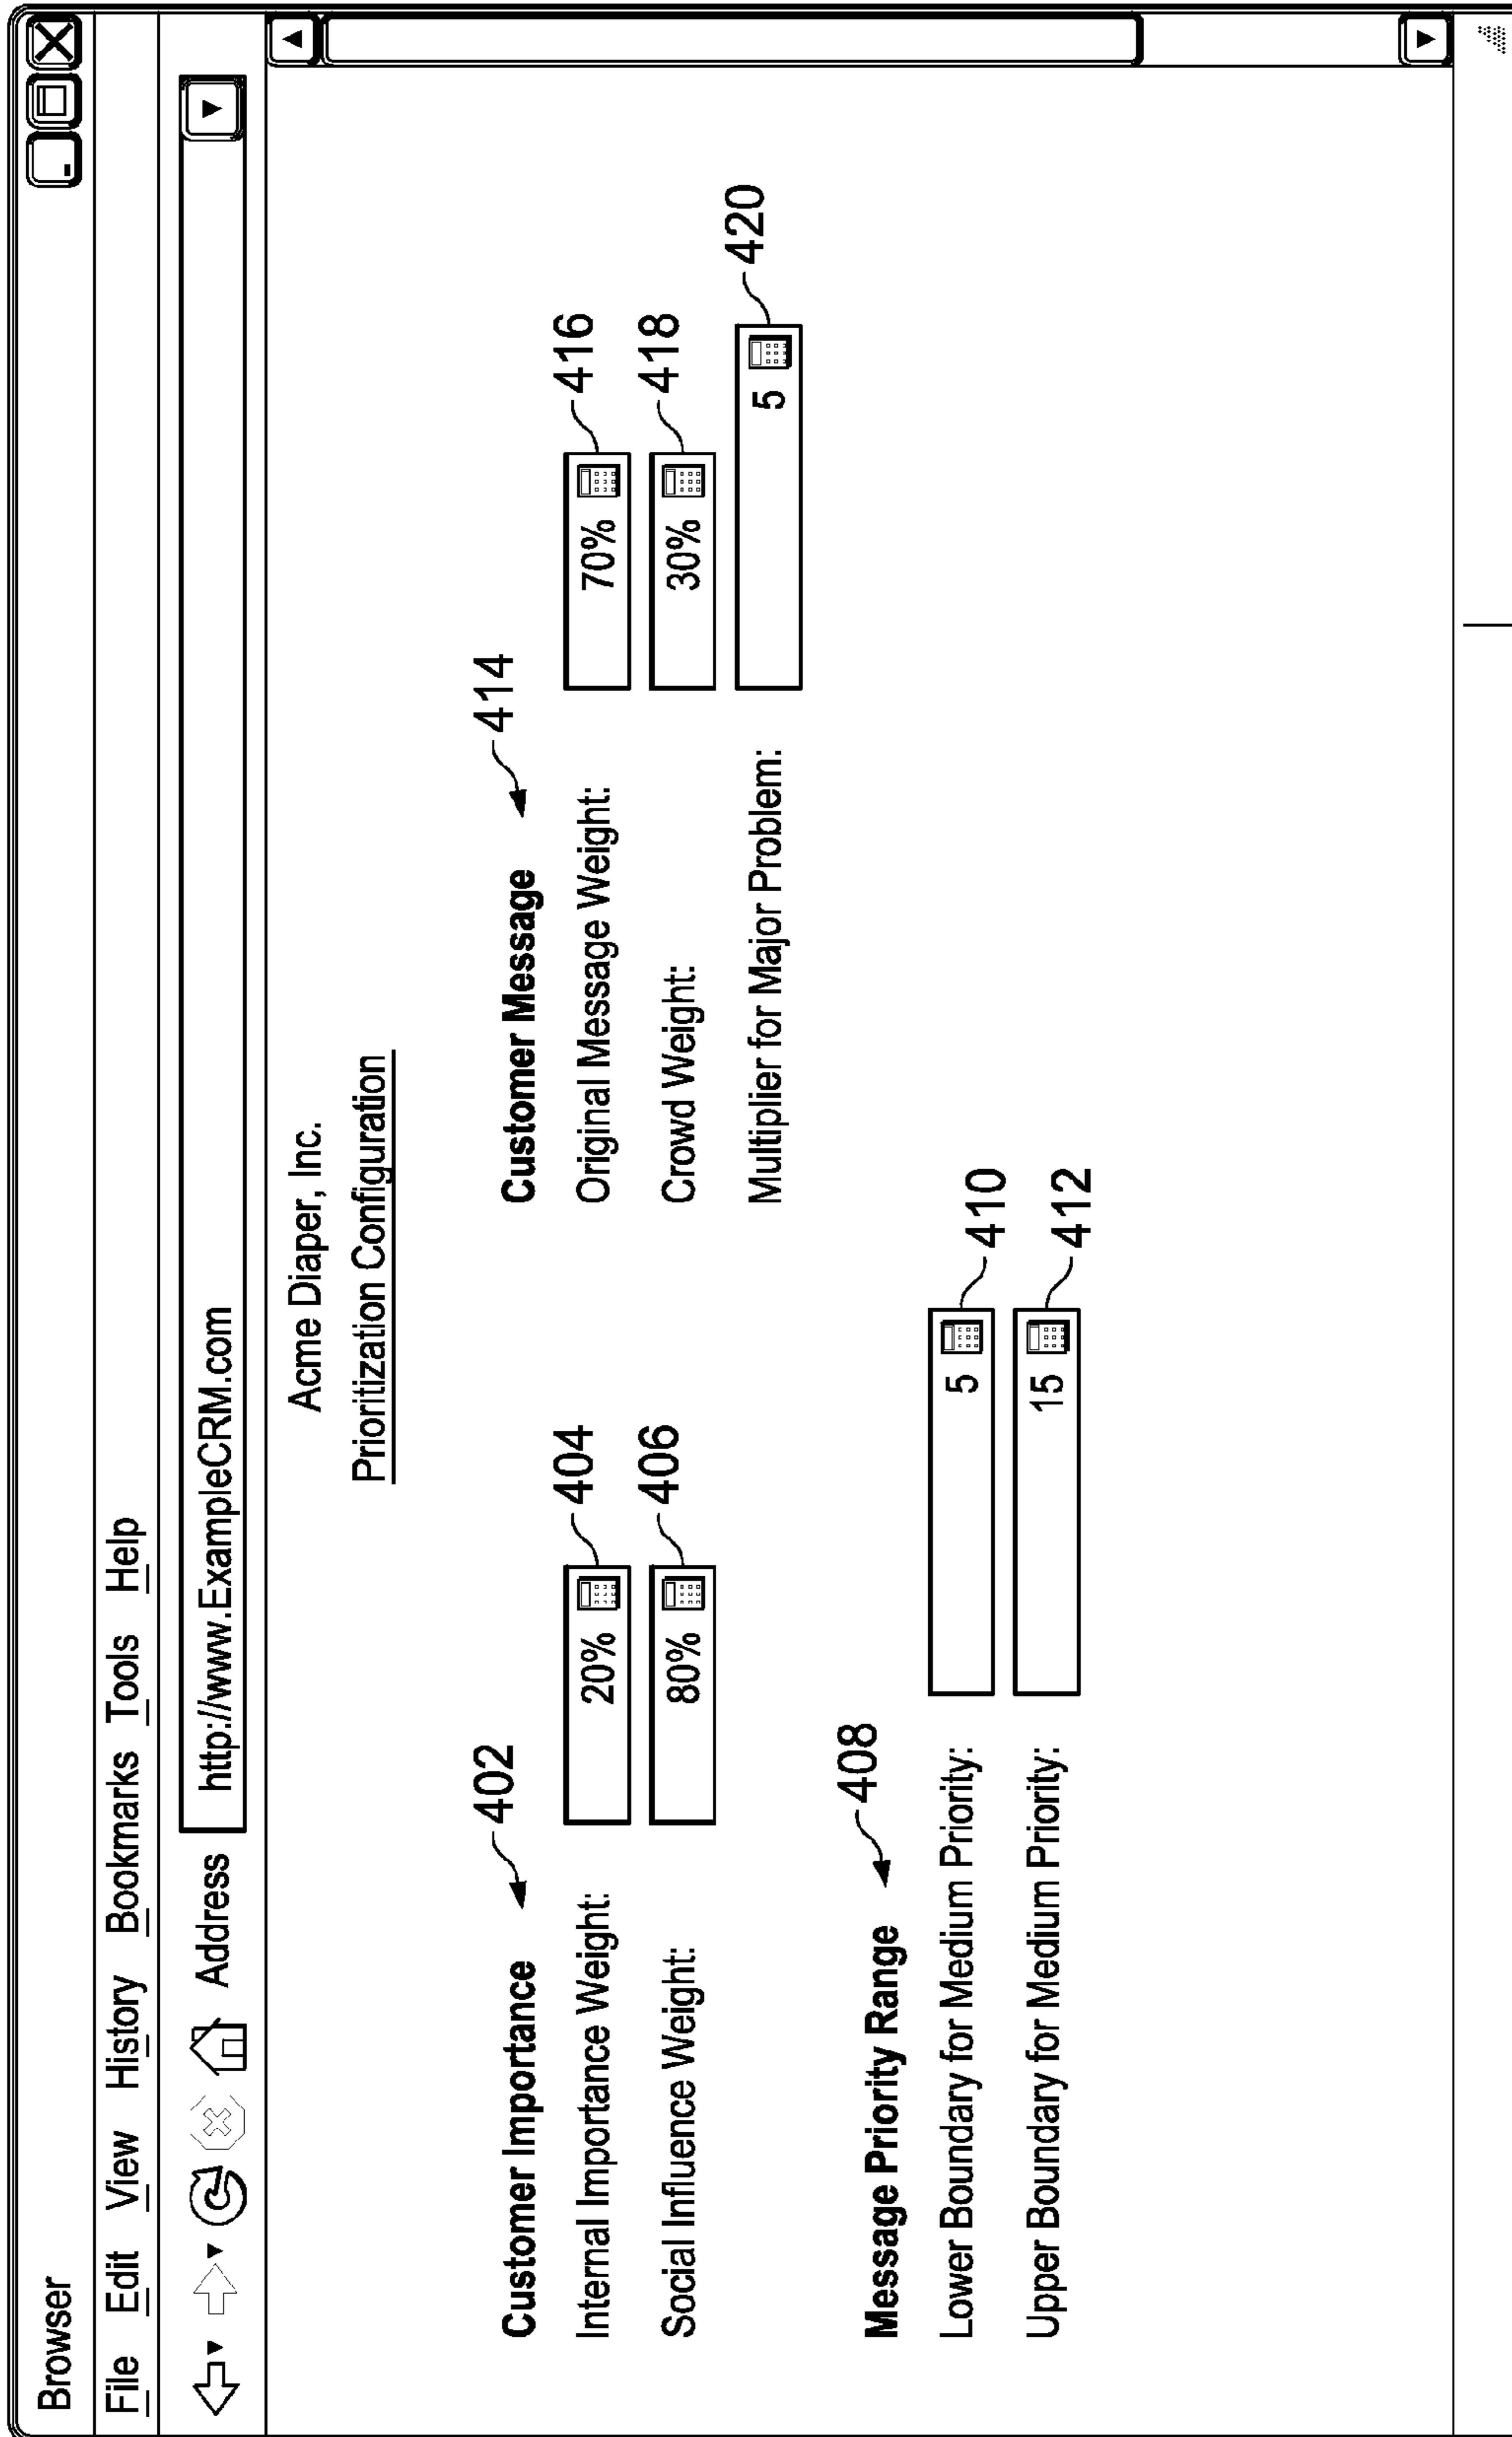 Browser
File Edit View History Bookmarks Tools Help
Address http://www.ExampleCRM.com
Acme Diaper, Inc.
Prioritization Configuration
Customer Importance 402
Internal Importance Weight: 20% 404
Social Influence Weight: 80% 406
Customer Message 414
Original Message Weight: 70% 416
Crowd Weight: 30% 418
Multiplier for Major Problem: 5 420
Message Priority Range 408
Lower Boundary for Medium Priority: 5 410
Upper Boundary for Medium Priority: 15 412